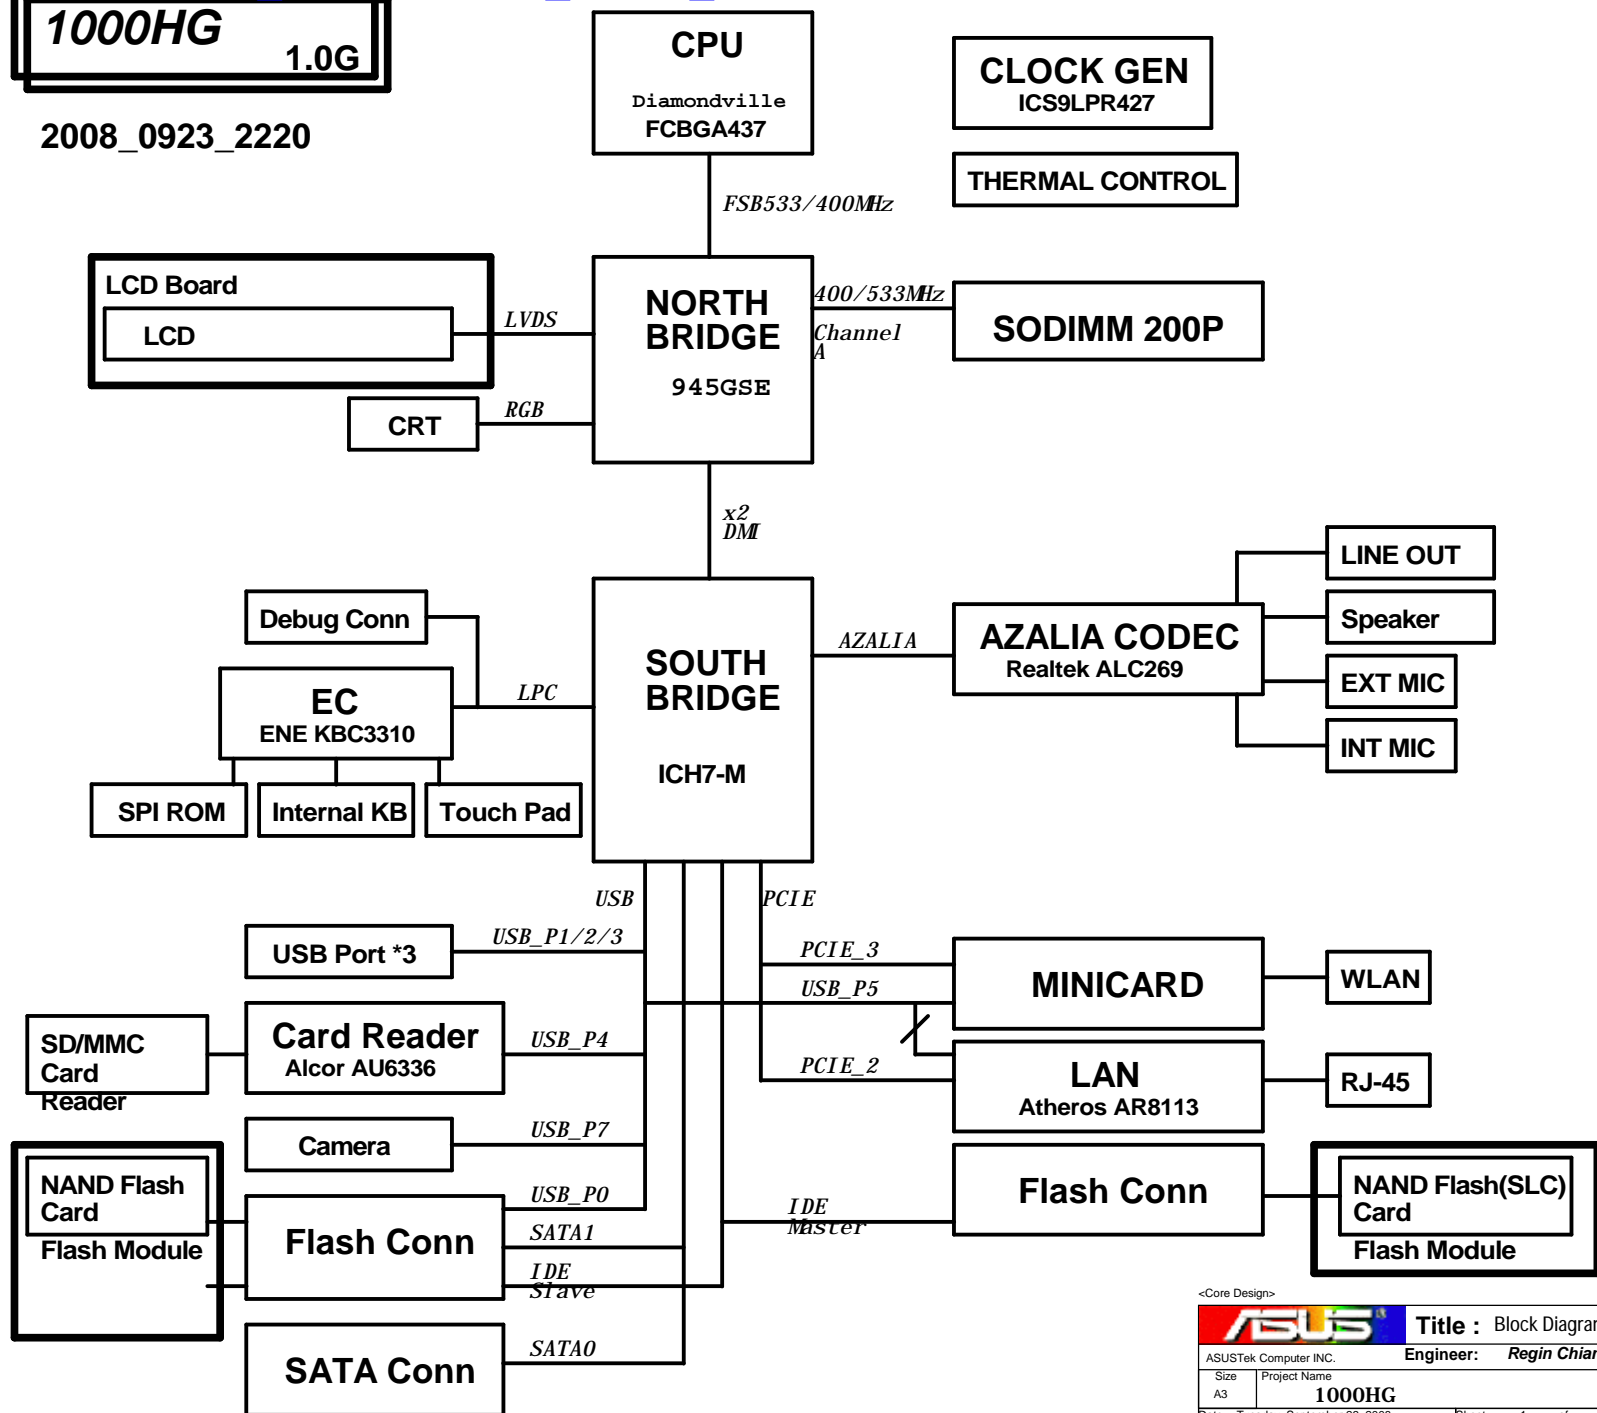 1000HG
1.0G
2008_0923_2220
CPU
Diamondville
FCBGA437
CLOCK GEN
ICS9LPR427
THERMAL CONTROL
FSB533/400MHz
LCD Board
LCD
LVDS
NORTH
BRIDGE
945GSE
400/533MHz
Channel
A
SODIMM 200P
CRT
RGB
x2
DMI
LINE OUT
Speaker
EXT MIC
INT MIC
AZALIA CODEC
Realtek ALC269
AZALIA
Debug Conn
SOUTH
BRIDGE
ICH7-M
EC
ENE KBC3310
LPC
SPI ROM
Internal KB
Touch Pad
USB
PCIE
USB Port *3
USB_P1/2/3
PCIE_3
USB_P5
MINICARD
WLAN
SD/MMC
Card
Reader
Card Reader
Alcor AU6336
USB_P4
PCIE_2
LAN
Atheros AR8113
RJ-45
Camera
USB_P7
NAND Flash
Card
Flash Module
Flash Conn
USB_P0
SATA1
IDE
Slave
IDE
Master
Flash Conn
NAND Flash(SLC)
Card
Flash Module
SATA Conn
SATA0
<Core Design>
ASUS
Title : Block Diagram
ASUSTek Computer INC.
Engineer: Regin Chian
Size
Project Name
A3
1000HG